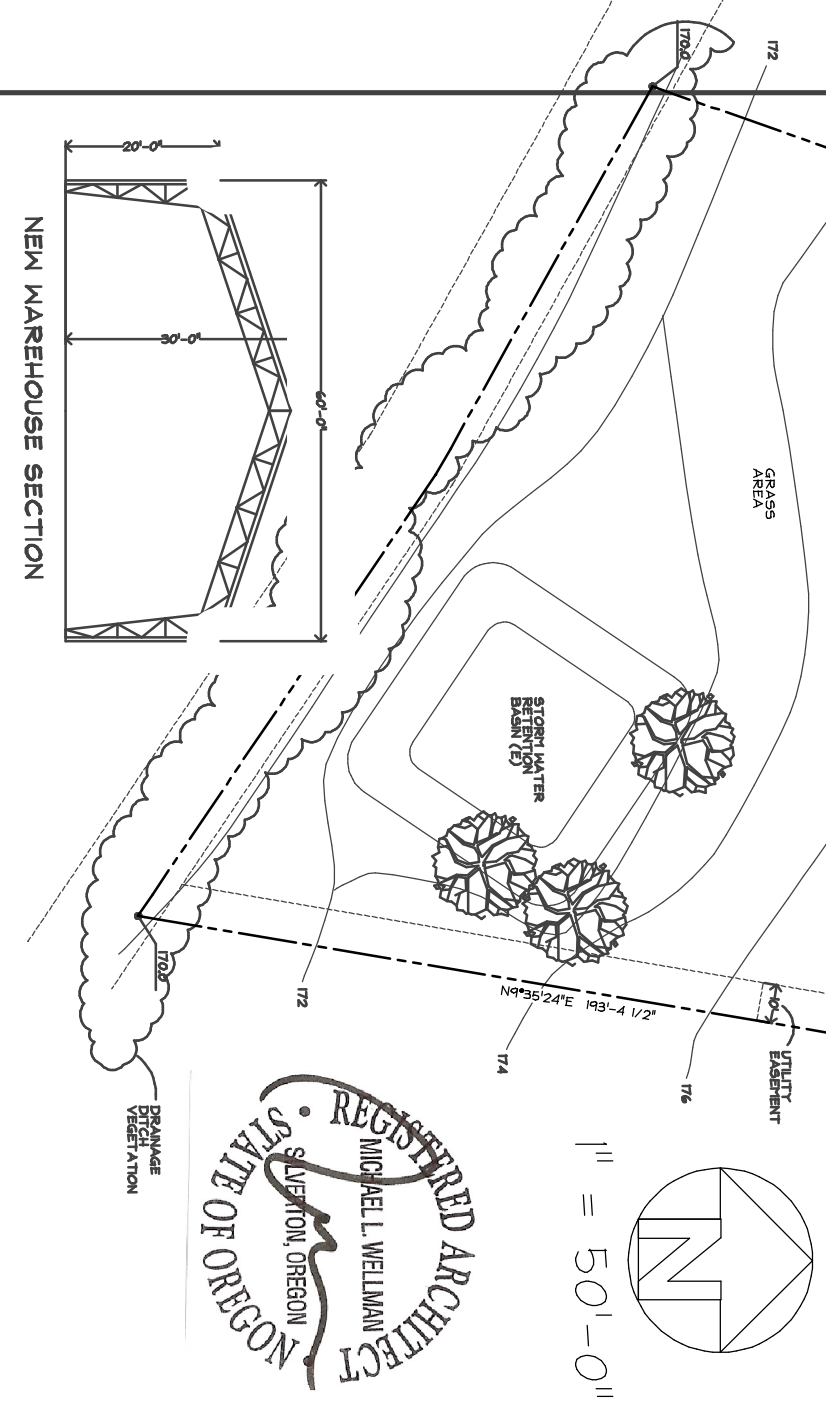 170.0
172
GRASS
AREA
20'-0"
30'-0"
60'-0"
NEW WAREHOUSE SECTION
STORM WATER
RETENTION
BASIN (E)
170.0
172
N9°35'24"E 193'-4 1/2"
174
176
10'
UTILITY
EASEMENT
DRAINAGE
DITCH
VEGETATION
REGISTERED ARCHITECT
MICHAEL L. WELLMAN
SILVERTON, OREGON
STATE OF OREGON
N
1" = 50'-0"